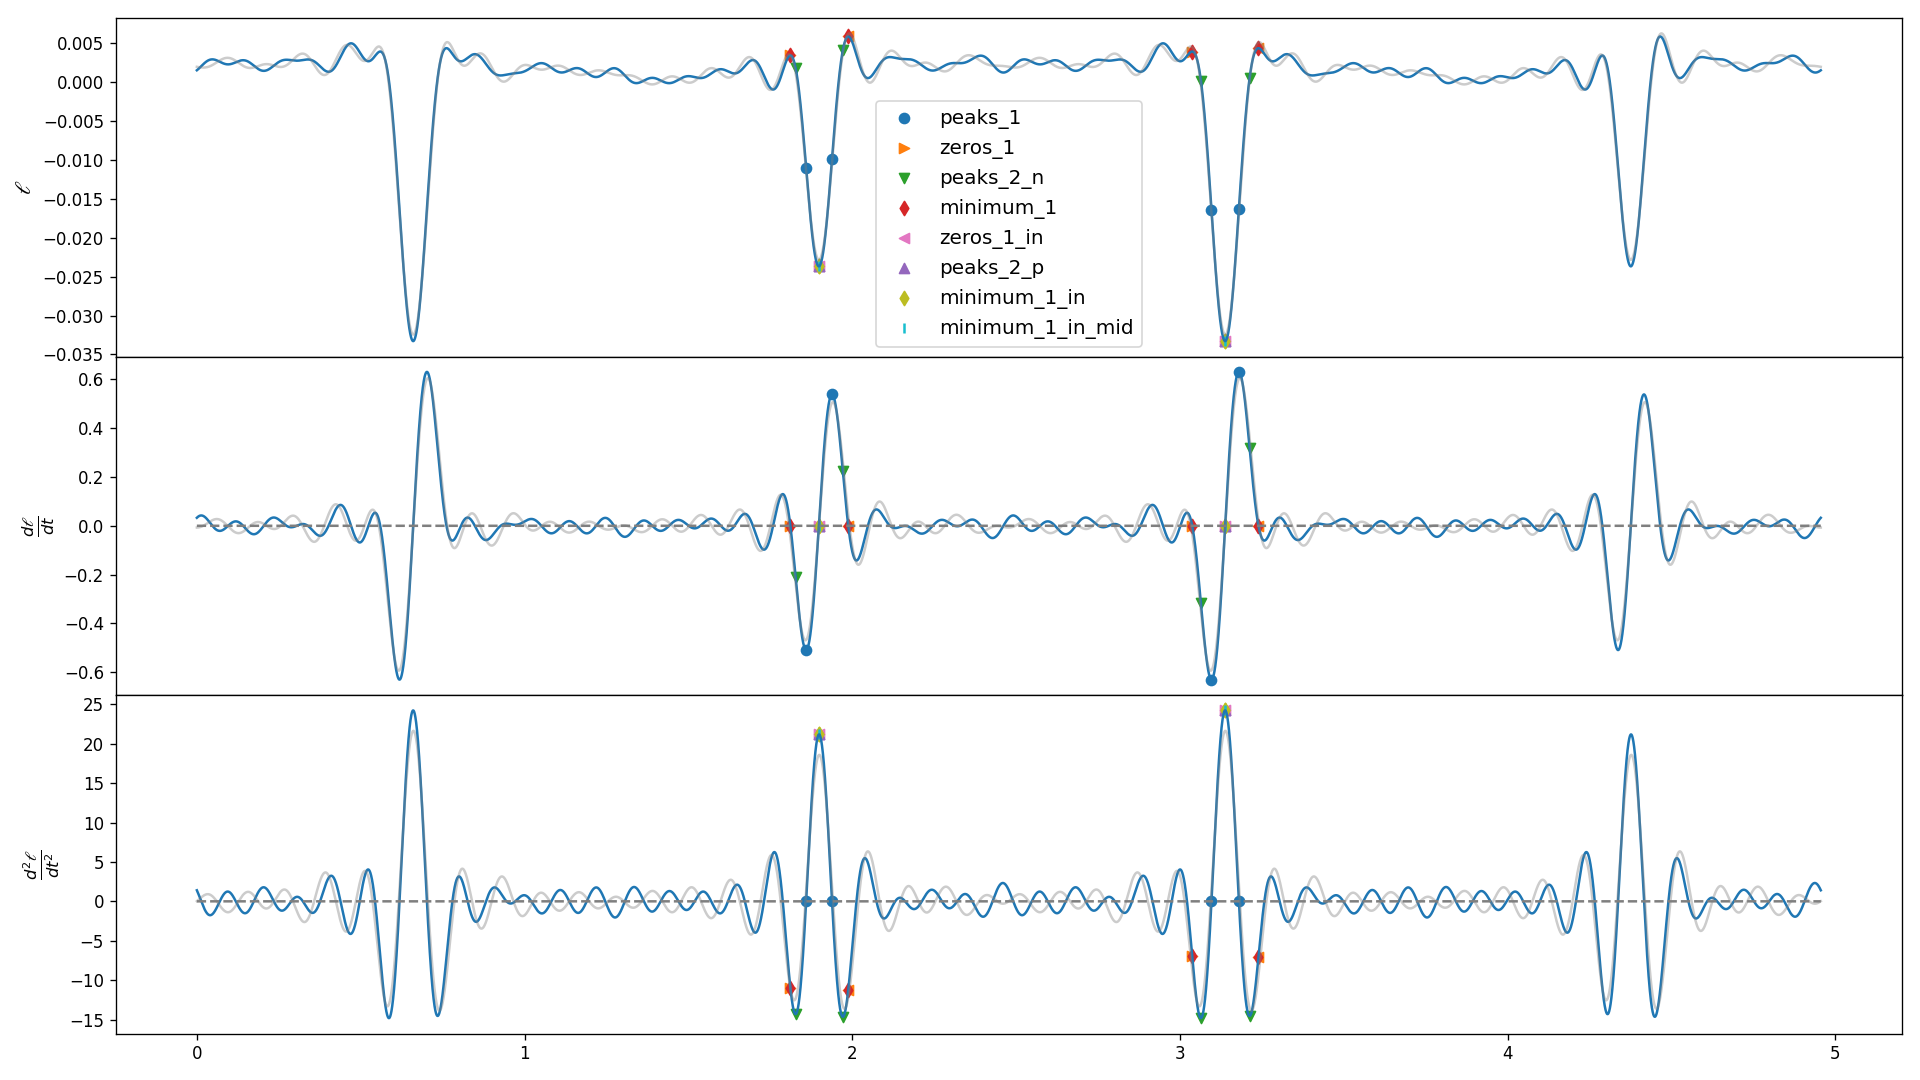 0.005
0.000
−0.005
−0.010
−0.015
−0.020
−0.025
−0.030
−0.035
ℓ
peaks_1
zeros_1
peaks_2_n
minimum_1
zeros_1_in
peaks_2_p
minimum_1_in
minimum_1_in_mid
0.6
0.4
0.2
0.0
−0.2
−0.4
−0.6
dℓ
dt
25
20
15
10
5
0
−5
−10
−15
d²ℓ
dt²
0 1 2 3 4 5